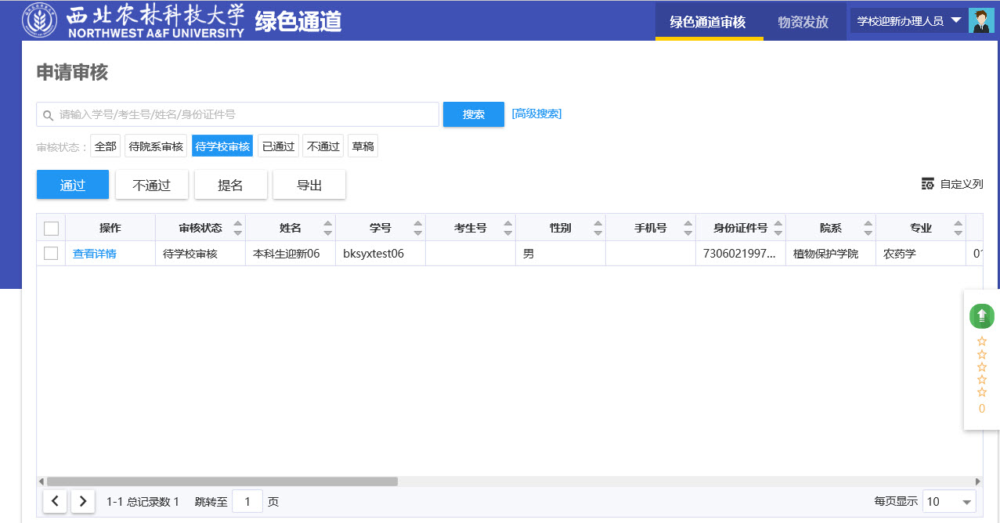 西北农林科技大学 绿色通道
NORTHWEST A&F UNIVERSITY
绿色通道审核 物资发放 学校迎新办理人员
申请审核
请输入学号/考生号/姓名/身份证件号 搜索 [高级搜索]
审核状态： 全部 待院系审核 待学校审核 已通过 不通过 草稿
通过 不通过 提名 导出 自定义列
操作 审核状态 姓名 学号 考生号 性别 手机号 身份证件号 院系 专业
查看详情 待学校审核 本科生迎新06 bksyxtest06 男 7306021997... 植物保护学院 农药学 01
0
1-1 总记录数 1 跳转至 1 页 每页显示 10